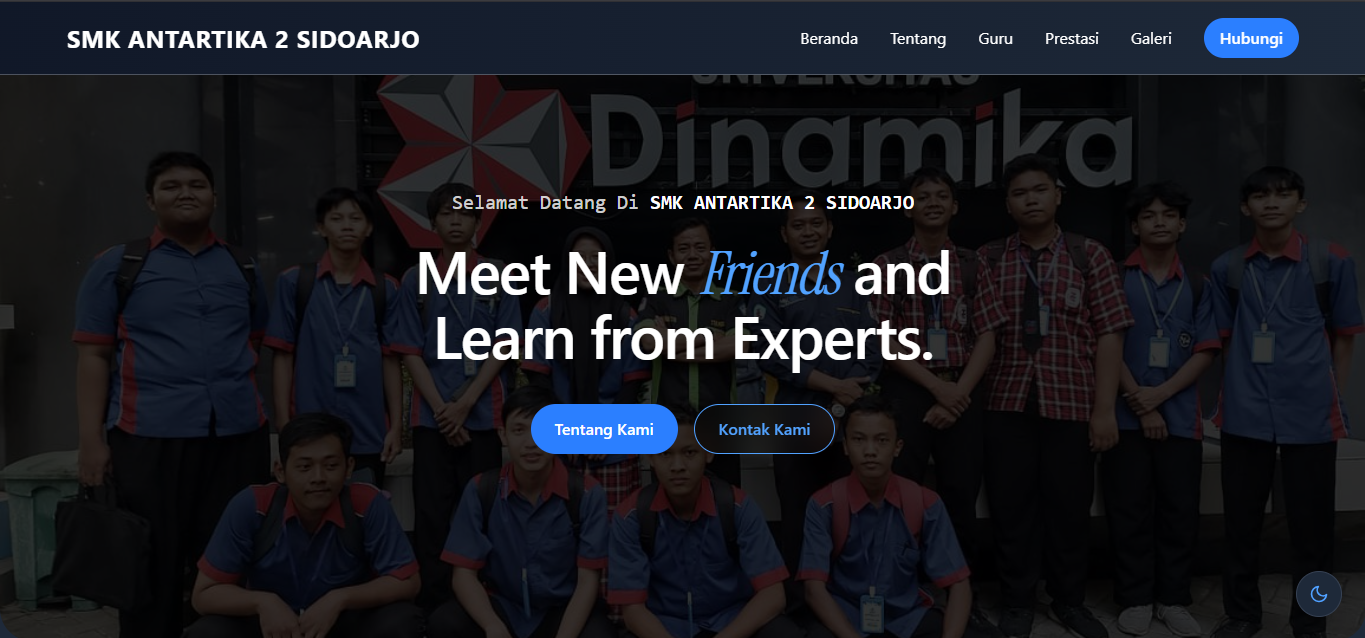 SMK ANTARTIKA 2 SIDOARJO
Beranda
Tentang
Guru
Prestasi
Galeri
Hubungi
UNIVERSITAS
Dinamika
Selamat Datang Di SMK ANTARTIKA 2 SIDOARJO
Meet New Friends and
Learn from Experts.
Tentang Kami
Kontak Kami